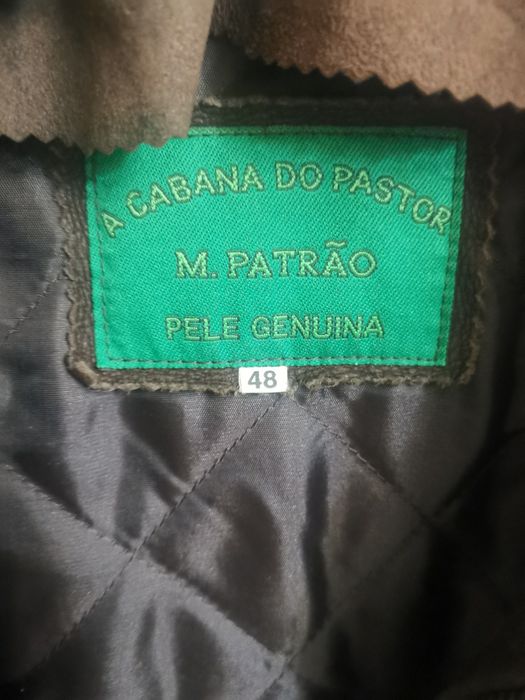 A CABANA DO PASTOR
M. PATRÃO
PELE GENUINA
48